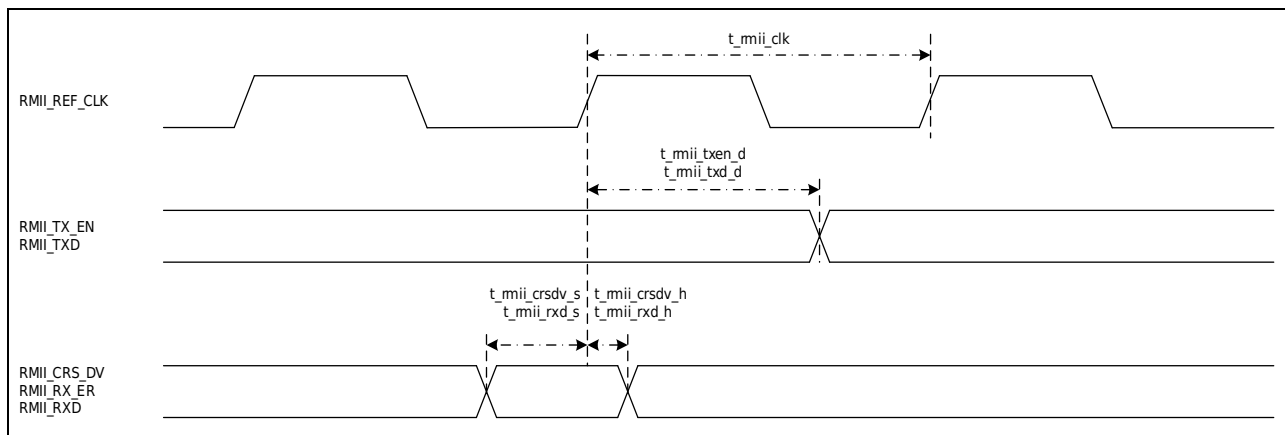 t_rmii_clk
RMII_REF_CLK
t_rmii_txen_d
t_rmii_txd_d
RMII_TX_EN
RMII_TXD
t_rmii_crsdv_s t_rmii_crsdv_h
t_rmii_rxd_s t_rmii_rxd_h
RMII_CRS_DV
RMII_RX_ER
RMII_RXD